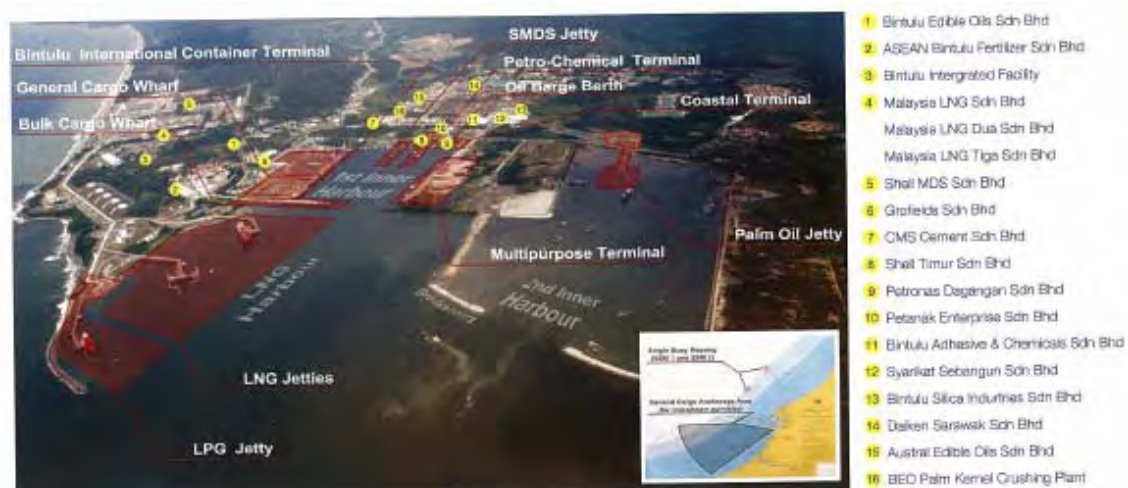 SMDS Jetty
Bintulu International Container Terminal
Petro-Chemical Terminal
General Cargo Wharf
Oil Barge Berth
Coastal Terminal
Bulk Cargo Wharf
1st Inner
Harbour
Palm Oil Jetty
Multipurpose Terminal
LNG
Harbour
2nd Inner
Harbour
Breakwater
LNG Jetties
LPG Jetty
Single Buoy Mooring
1 Bintulu Edible Oils Sdn Bhd
2 ASEAN Bintulu Fertilizer Sdn Bhd
3 Bintulu Intergrated Facility
4 Malaysia LNG Sdn Bhd
Malaysia LNG Dua Sdn Bhd
Malaysia LNG Tiga Sdn Bhd
5 Shell MDS Sdn Bhd
6 Grofields Sdn Bhd
7 CMS Cement Sdn Bhd
8 Shell Timur Sdn Bhd
9 Petronas Dagangan Sdn Bhd
10 Petanak Enterprise Sdn Bhd
11 Bintulu Adhesive & Chemicals Sdn Bhd
12 Syarikat Sebangun Sdn Bhd
13 Bintulu Silica Indurtries Sdn Bhd
14 Daiken Sarawak Sdn Bhd
15 Austral Edible Oils Sdn Bhd
16 BEO Palm Kernel Crushing Plant